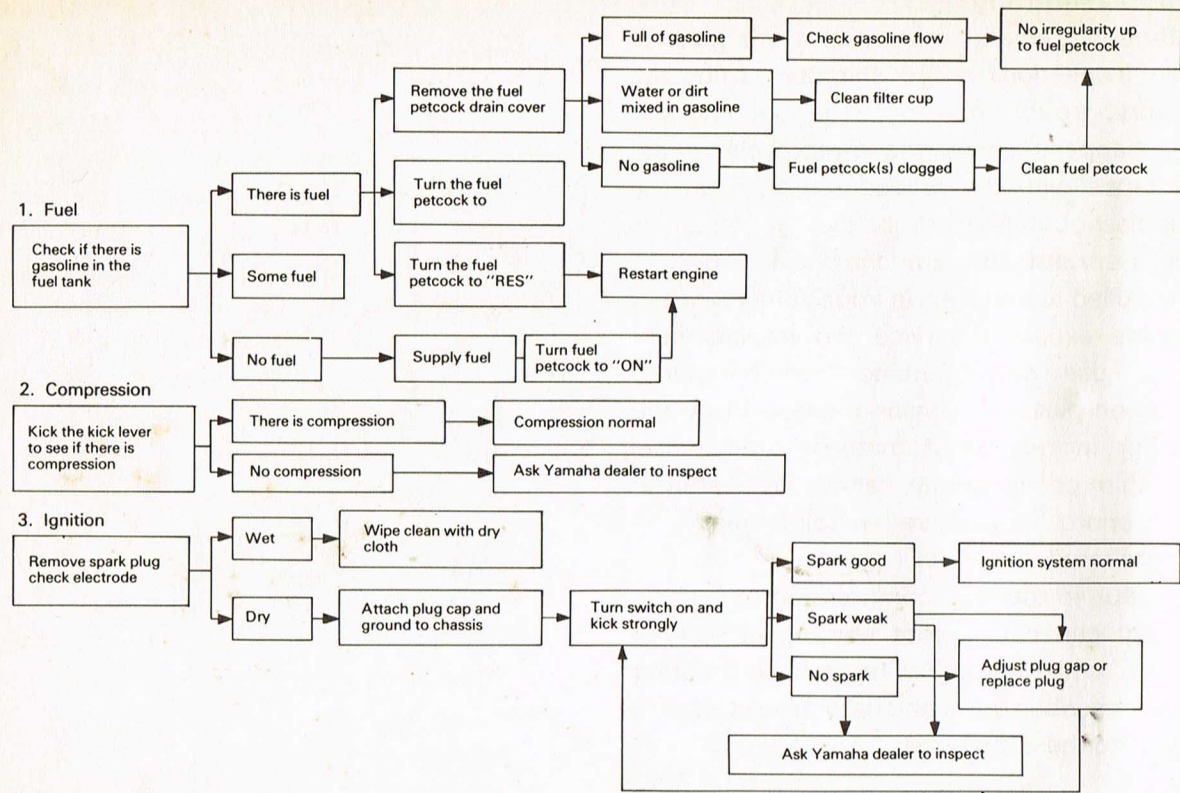 1. Fuel
Check if there is
gasoline in the
fuel tank
There is fuel
Some fuel
No fuel
Remove the fuel
petcock drain cover
Turn the fuel
petcock to
Turn the fuel
petcock to "RES"
Supply fuel
Turn fuel
petcock to "ON"
Restart engine
Full of gasoline
Check gasoline flow
No irregularity up
to fuel petcock
Water or dirt
mixed in gasoline
Clean filter cup
No gasoline
Fuel petcock(s) clogged
Clean fuel petcock
2. Compression
Kick the kick lever
to see if there is
compression
There is compression
Compression normal
No compression
Ask Yamaha dealer to inspect
3. Ignition
Remove spark plug
check electrode
Wet
Wipe clean with dry
cloth
Dry
Attach plug cap and
ground to chassis
Turn switch on and
kick strongly
Spark good
Ignition system normal
Spark weak
No spark
Adjust plug gap or
replace plug
Ask Yamaha dealer to inspect